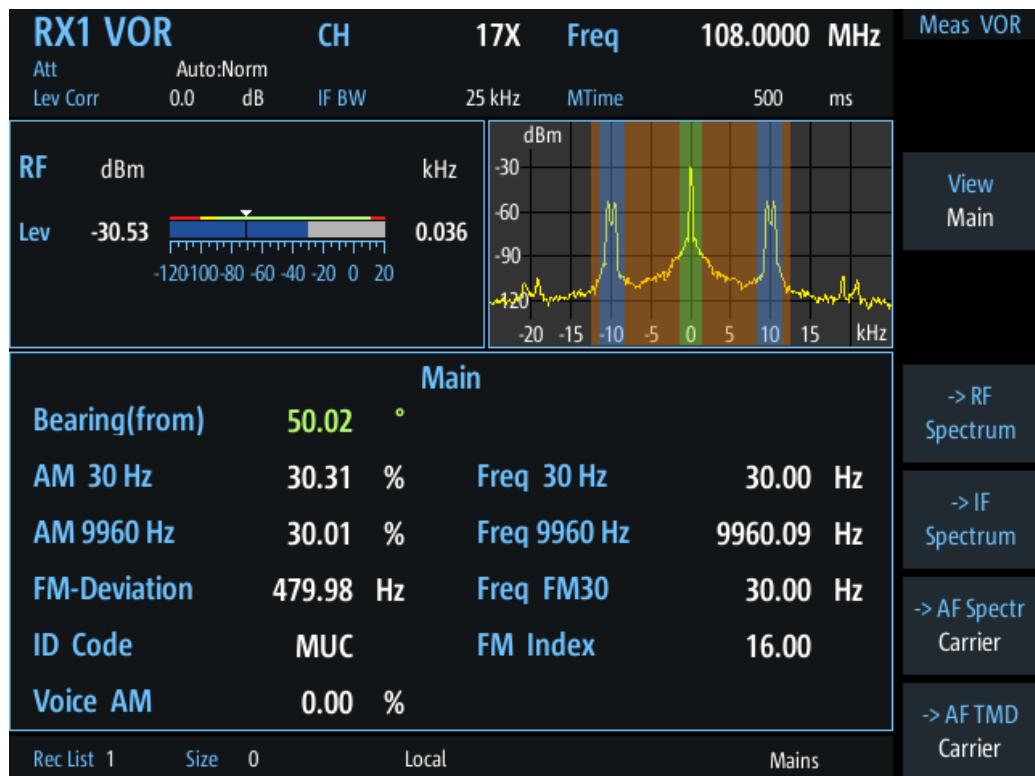 RX1 VOR CH 17X Freq 108.0000 MHz
Meas VOR
Att Auto:Norm
Lev Corr 0.0 dB IF BW 25 kHz MTime 500 ms
RF dBm kHz
Lev -30.53 0.036
-120-100-80 -60 -40 -20 0 20
dBm
-30
-60
-90
-120
-20 -15 -10 -5 0 5 10 15 kHz
View
Main
Main
Bearing(from) 50.02 °
AM 30 Hz 30.31 % Freq 30 Hz 30.00 Hz
AM 9960 Hz 30.01 % Freq 9960 Hz 9960.09 Hz
FM-Deviation 479.98 Hz Freq FM30 30.00 Hz
ID Code MUC FM Index 16.00
Voice AM 0.00 %
-> RF
Spectrum
-> IF
Spectrum
-> AF Spectr
Carrier
-> AF TMD
Carrier
Rec List 1 Size 0 Local Mains